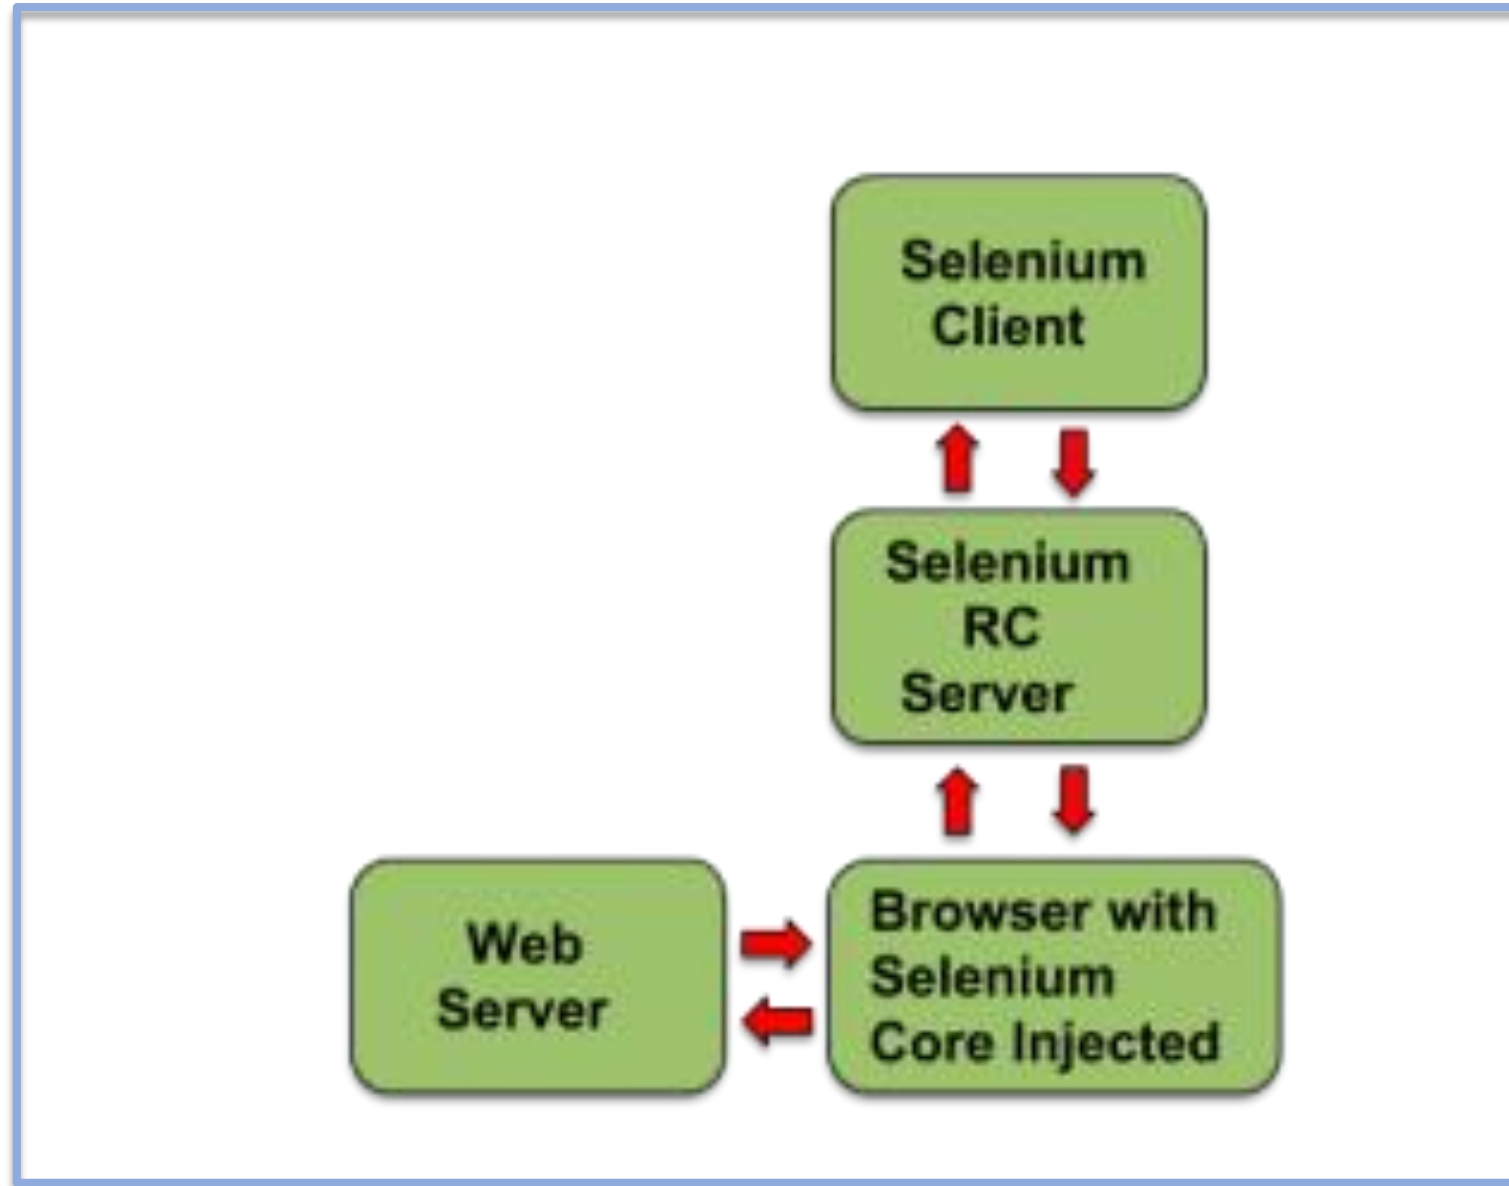 Selenium
Client
Selenium
RC
Server
Web
Server
Browser with
Selenium
Core Injected